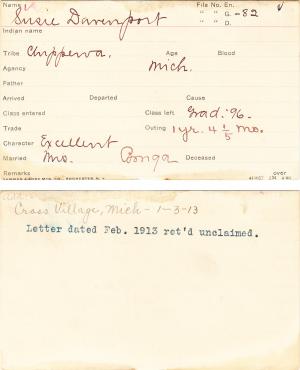 Name Susie Davenport File No. En.
" " G. -82
Indian name " " D.
Tribe Chippewa. Age Blood
Agency Mich.
Father
Arrived Departed Cause
Class entered Class left Grad. '96.
Trade Outing 1 yr. 4 1/5 Mo.
Character Excellent
Married Mrs. Bonga Deceased
Remarks over
Cross Village, Mich - 1-3-13
Letter dated Feb. 1913 ret'd unclaimed.